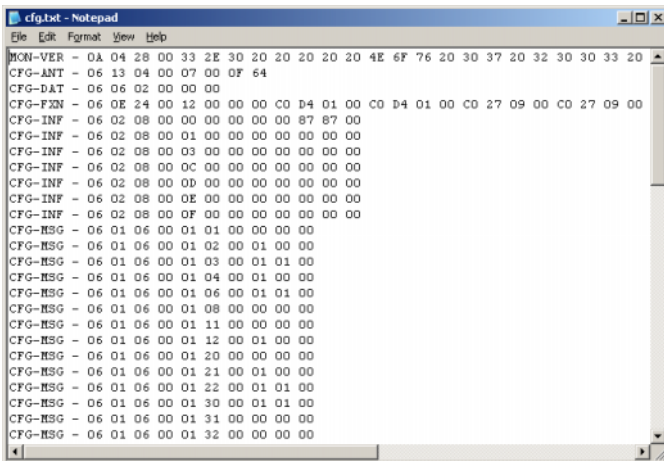 cfg.txt - Notepad
File Edit Format View Help
MON-VER - 0A 04 28 00 33 2E 30 20 20 20 20 20 4E 6F 76 20 30 37 20 32 30 30 33 20
CFG-ANT - 06 13 04 00 07 00 0F 64
CFG-DAT - 06 06 02 00 00 00
CFG-FXN - 06 0E 24 00 12 00 00 00 C0 D4 01 00 C0 D4 01 00 C0 27 09 00 C0 27 09 00
CFG-INF - 06 02 08 00 00 00 00 00 00 87 87 00
CFG-INF - 06 02 08 00 01 00 00 00 00 00 00 00
CFG-INF - 06 02 08 00 03 00 00 00 00 00 00 00
CFG-INF - 06 02 08 00 0C 00 00 00 00 00 00 00
CFG-INF - 06 02 08 00 0D 00 00 00 00 00 00 00
CFG-INF - 06 02 08 00 0E 00 00 00 00 00 00 00
CFG-INF - 06 02 08 00 0F 00 00 00 00 00 00 00
CFG-MSG - 06 01 06 00 01 01 00 00 00 00
CFG-MSG - 06 01 06 00 01 02 00 01 00 00
CFG-MSG - 06 01 06 00 01 03 00 01 01 00
CFG-MSG - 06 01 06 00 01 04 00 01 00 00
CFG-MSG - 06 01 06 00 01 06 00 01 01 00
CFG-MSG - 06 01 06 00 01 08 00 00 00 00
CFG-MSG - 06 01 06 00 01 11 00 00 00 00
CFG-MSG - 06 01 06 00 01 12 00 01 00 00
CFG-MSG - 06 01 06 00 01 20 00 00 00 00
CFG-MSG - 06 01 06 00 01 21 00 01 00 00
CFG-MSG - 06 01 06 00 01 22 00 01 01 00
CFG-MSG - 06 01 06 00 01 30 00 01 01 00
CFG-MSG - 06 01 06 00 01 31 00 00 00 00
CFG-MSG - 06 01 06 00 01 32 00 00 00 00